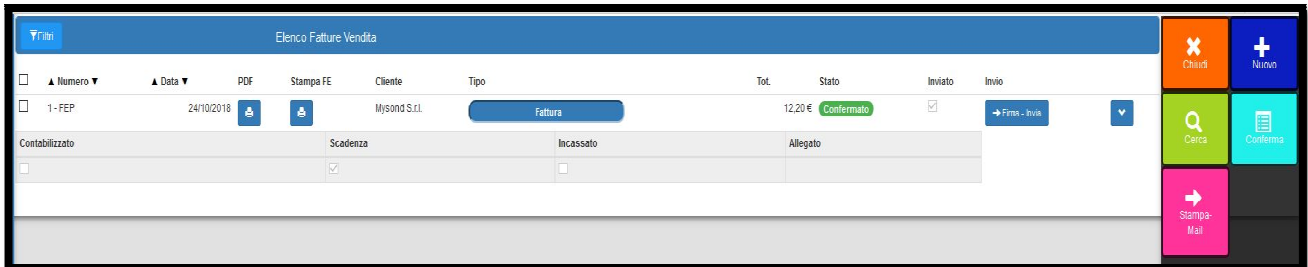 Filtri
Elenco Fatture Vendita
▲ Numero ▼ ▲ Data ▼ PDF Stampa FE Cliente Tipo Tot. Stato Inviato Invio
1 - FEP 24/10/2018 Mysond S.r.l. Fattura 12,20 € Confermato → Firma - Invia
Contabilizzato Scadenza Incassato Allegato
Chiudi
Nuovo
Cerca
Conferma
Stampa-
Mail